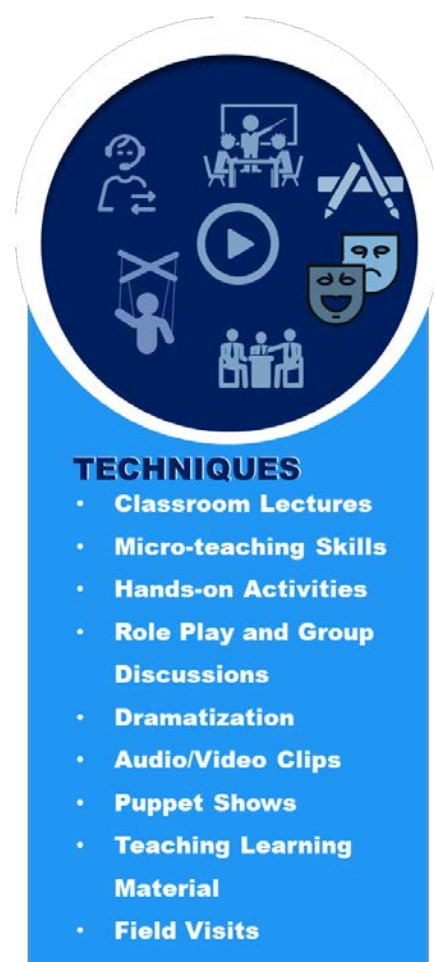 TECHNIQUES
• Classroom Lectures
• Micro-teaching Skills
• Hands-on Activities
• Role Play and Group
Discussions
• Dramatization
• Audio/Video Clips
• Puppet Shows
• Teaching Learning
Material
• Field Visits